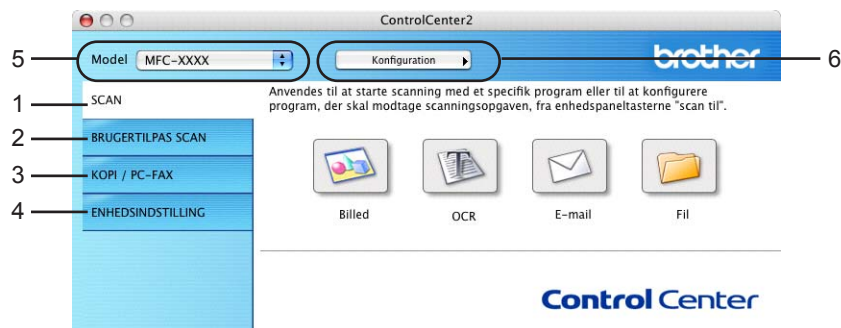 ControlCenter2
5
Model MFC-XXXX
Konfiguration
brother
6
1
SCAN
Anvendes til at starte scanning med et specifik program eller til at konfigurere
program, der skal modtage scanningsopgaven, fra enhedspaneltasterne "scan til".
2
BRUGERTILPAS SCAN
3
KOPI / PC-FAX
4
ENHEDSINDSTILLING
Billed
OCR
E-mail
Fil
Control Center